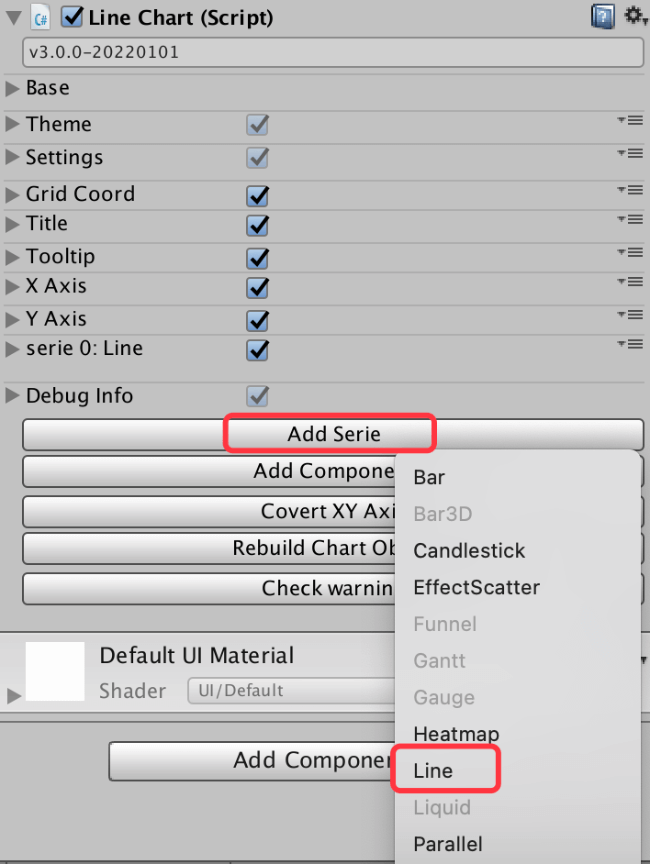 C#
Line Chart (Script)
v3.0.0-20220101
Base
Theme
Settings
Grid Coord
Title
Tooltip
X Axis
Y Axis
serie 0: Line
Debug Info
Add Serie
Add Compone
Covert XY Axi
Rebuild Chart Ob
Check warnin
Bar
Bar3D
Candlestick
EffectScatter
Funnel
Gantt
Gauge
Heatmap
Line
Liquid
Parallel
Default UI Material
Shader UI/Default
Add Componen